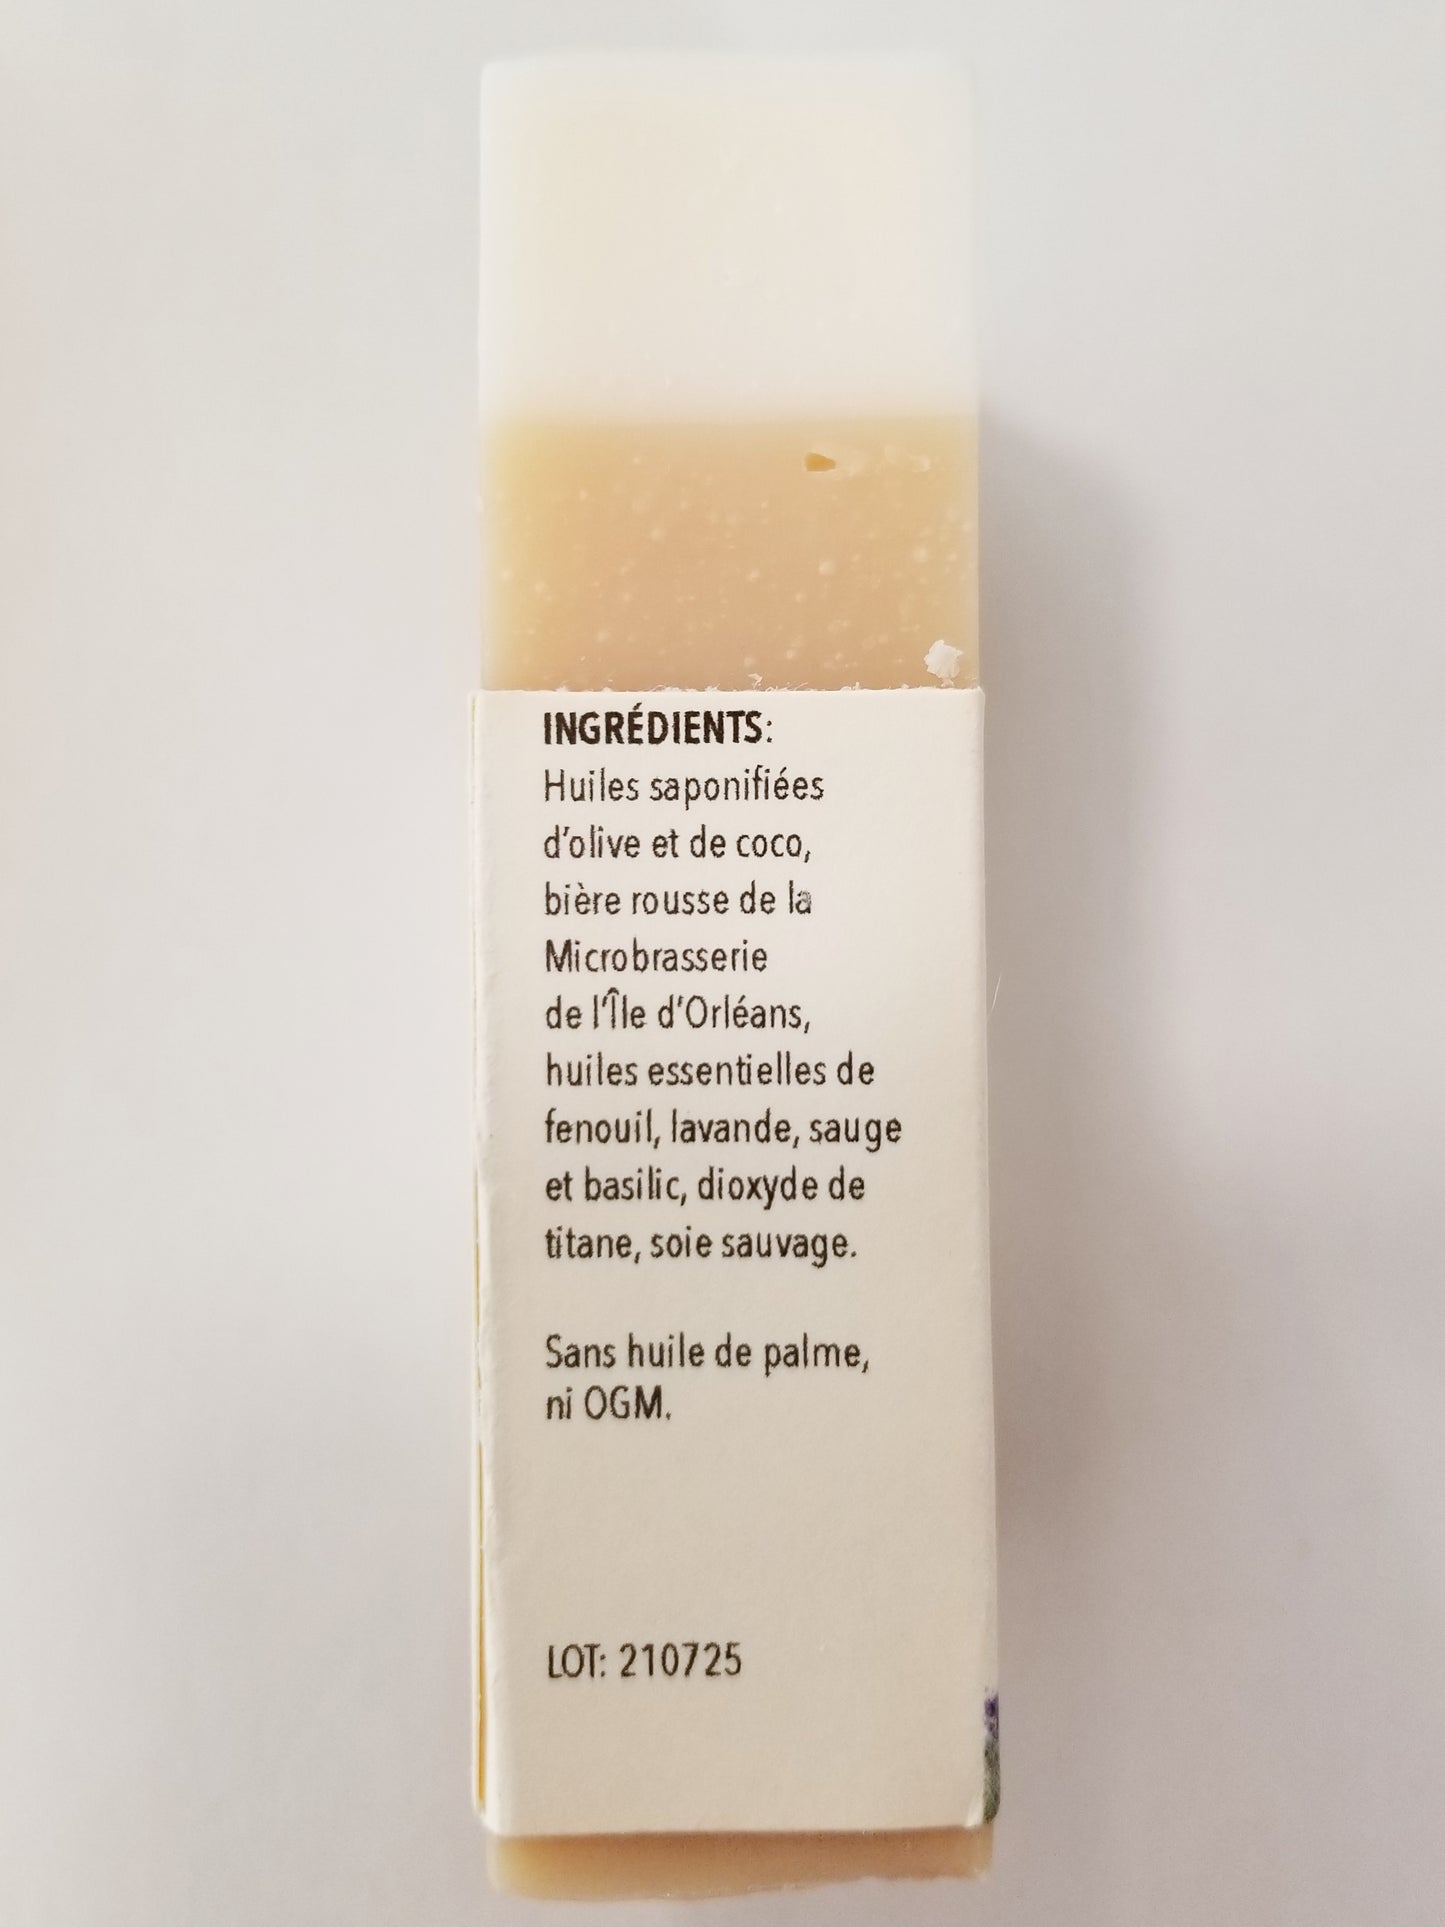 INGRÉDIENTS:
Huiles saponifiées
d'olive et de coco,
bière rousse de la
Microbrasserie
de l'Île d'Orléans,
huiles essentielles de
fenouil, lavande, sauge
et basilic, dioxyde de
titane, soie sauvage.
Sans huile de palme,
ni OGM.
LOT: 210725